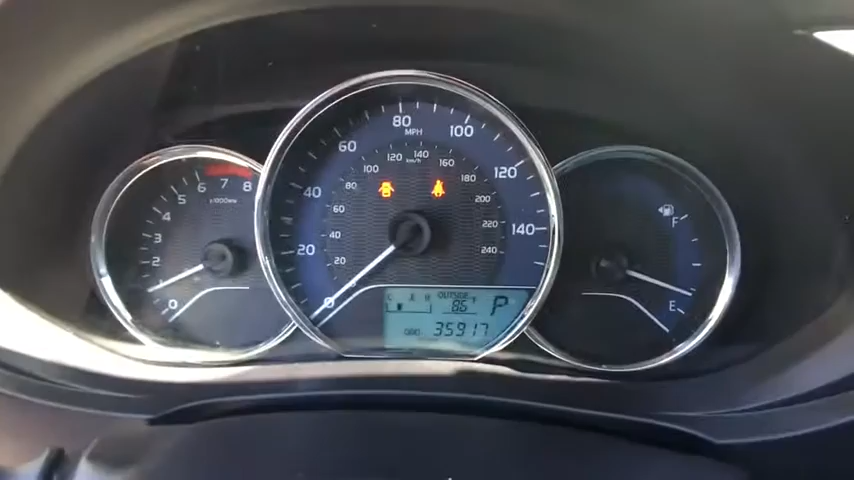 0 1 2 3 4 5 6 7 8
x1000r/min
0 20 40 60 80 100 120 140
MPH
20 40 60 80 100 120 140 160 180 200 220 240
km/h
C H OUTSIDE 86 °F P
ODO 35917
F
E